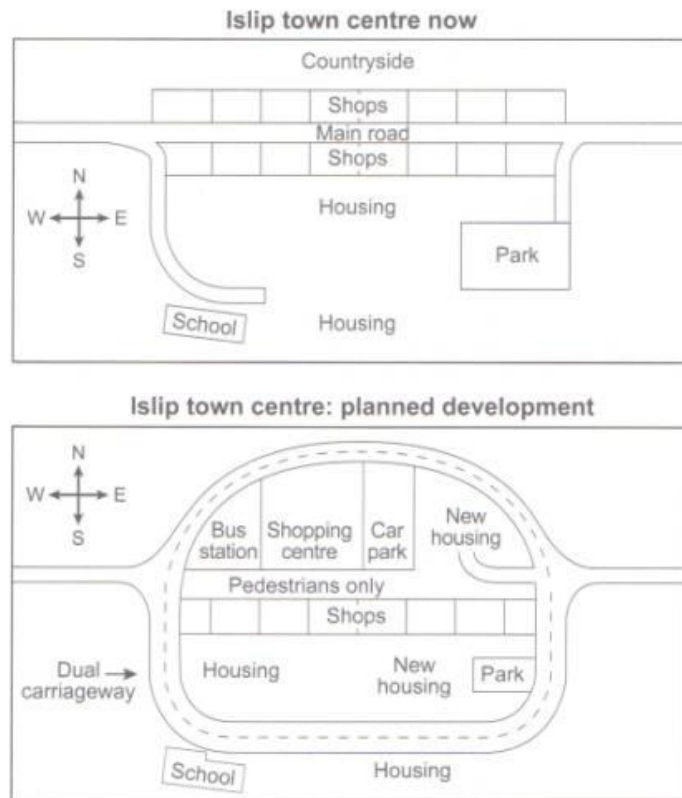 Islip town centre now
Countryside
Shops
Main road
Shops
N
W E
S
Housing
Park
School
Housing
Islip town centre: planned development
N
W E
S
Bus
station
Shopping
centre
Car
park
New
housing
Pedestrians only
Shops
Dual
carriageway
Housing
New
housing
Park
School
Housing